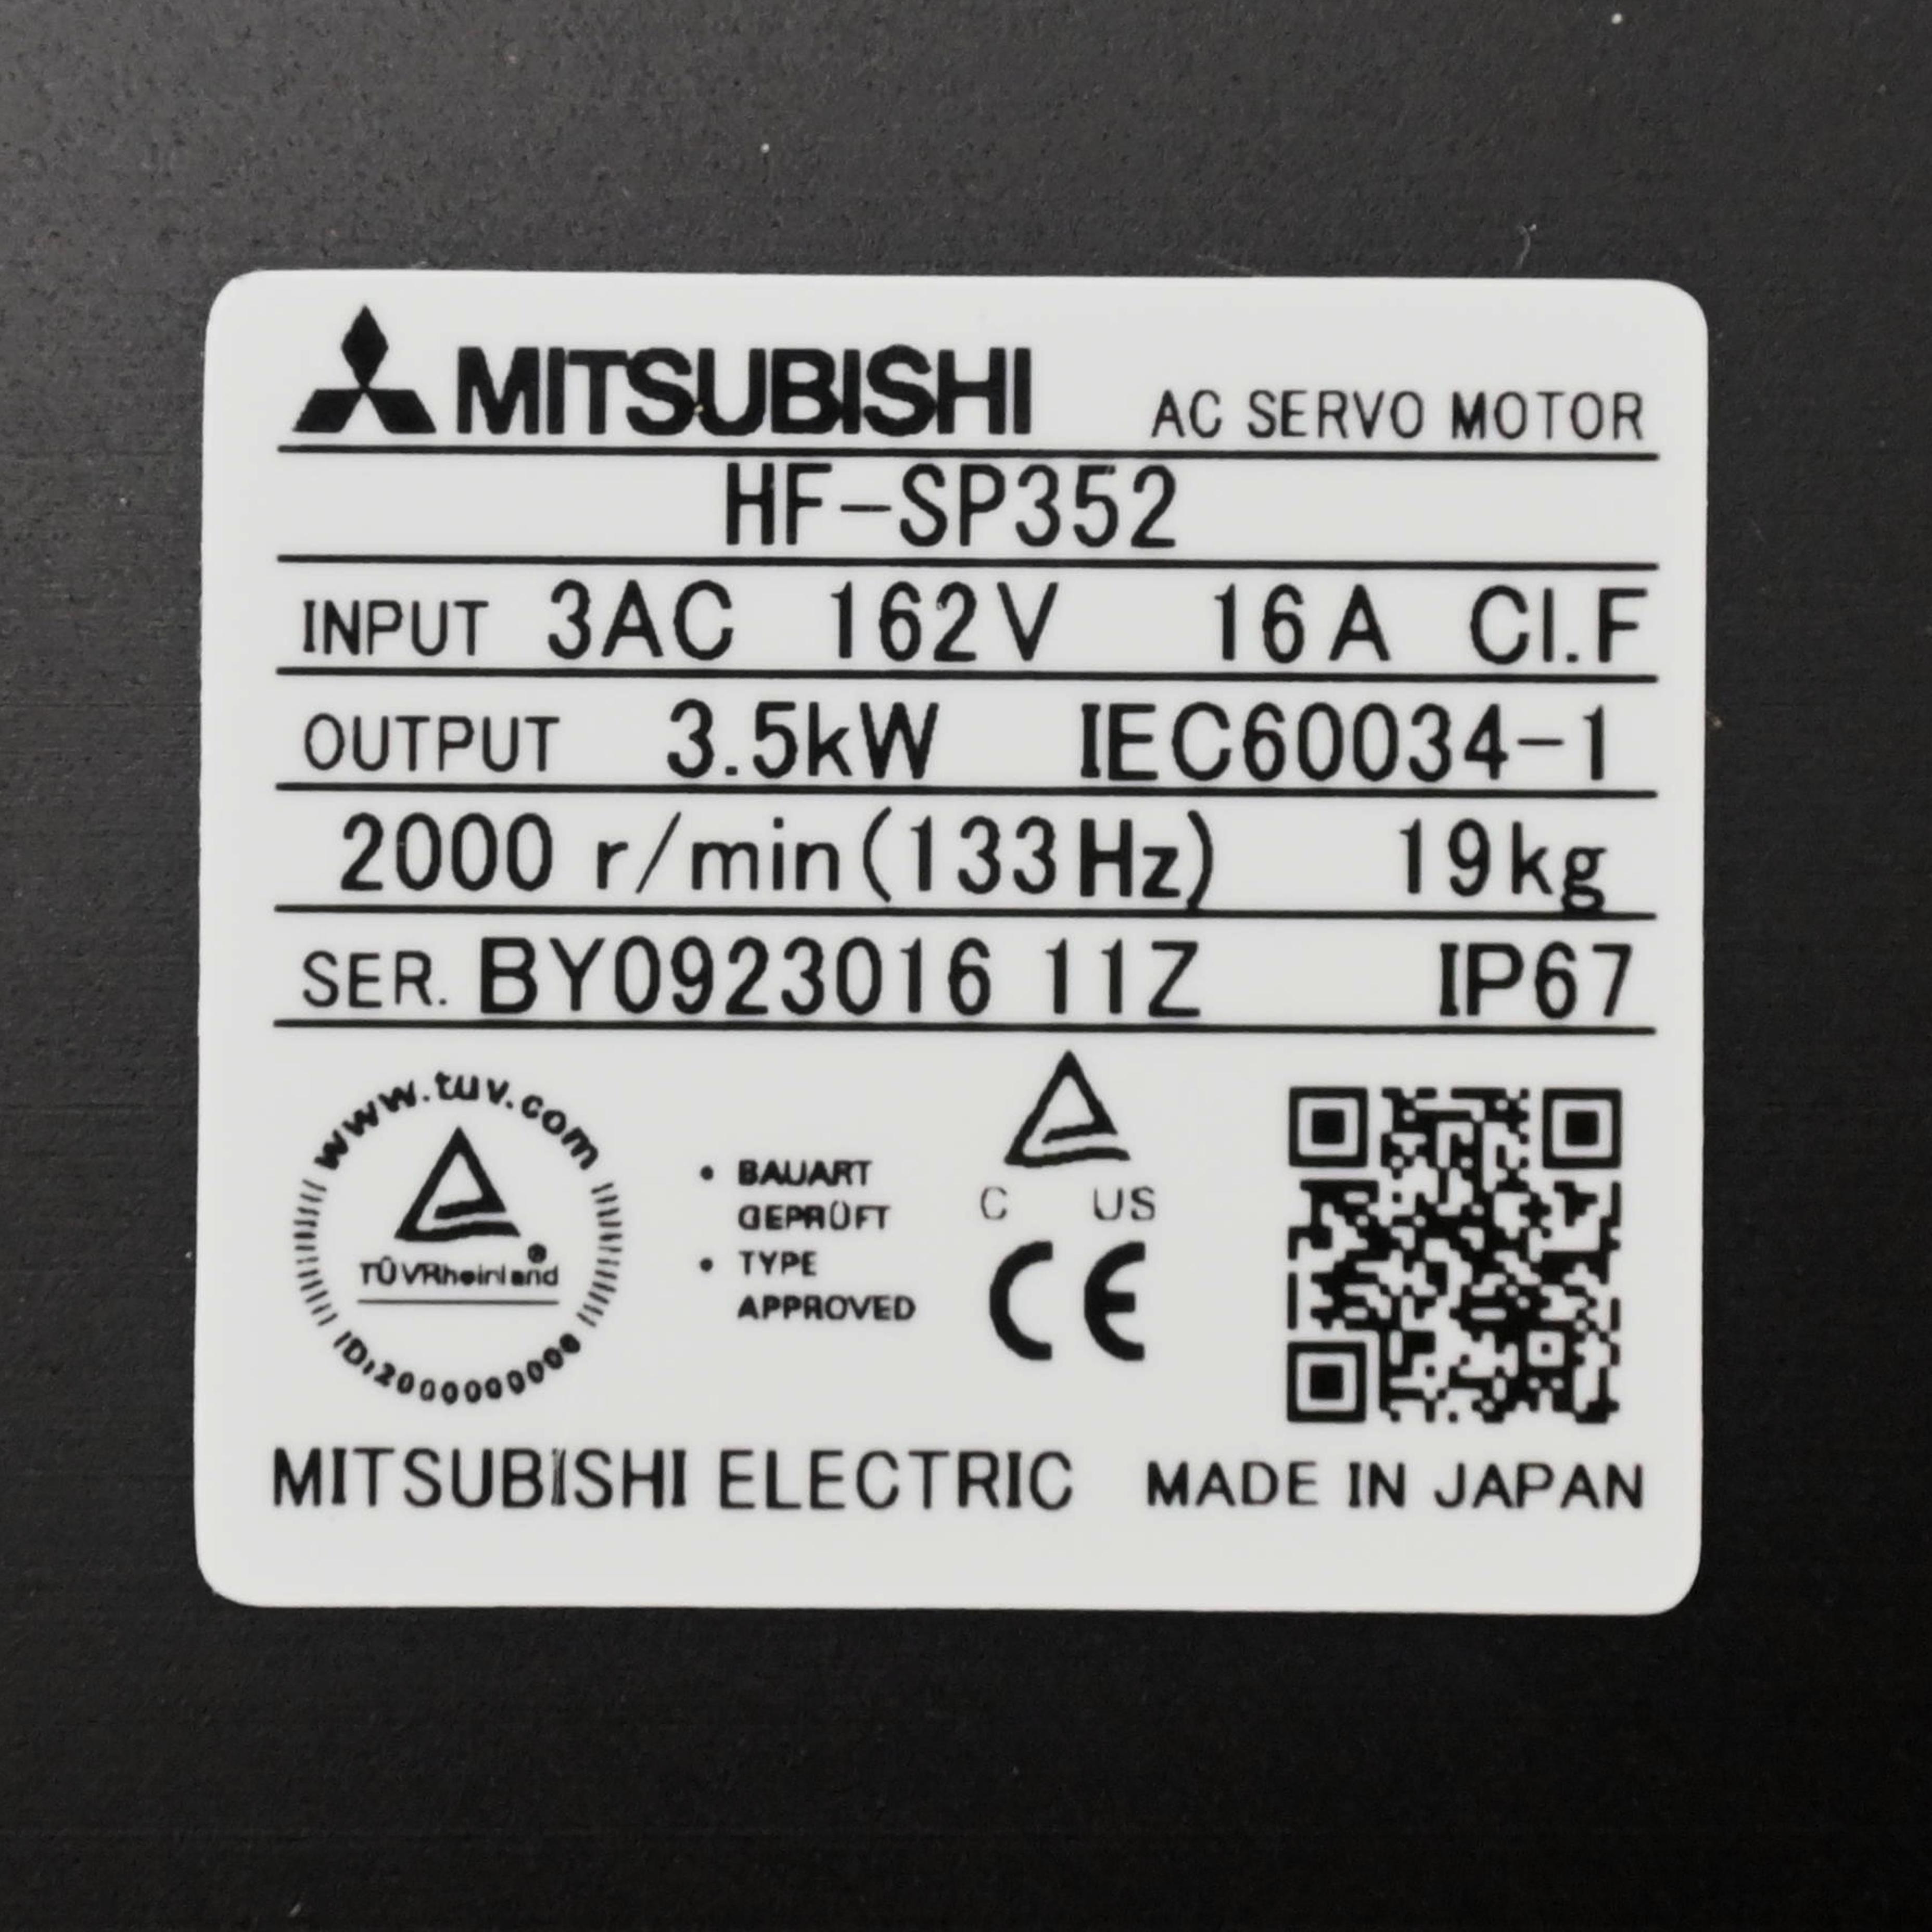 MITSUBISHI AC SERVO MOTOR
HF-SP352
INPUT 3AC 162V 16A Cl.F
OUTPUT 3.5kW IEC60034-1
2000 r/min(133Hz) 19kg
SER. BY0923016 11Z IP67
www.tuv.com
TÜVRheinland®
ID:2000000000
• BAUART
GEPRÜFT
• TYPE
APPROVED
C US
CE
MITSUBISHI ELECTRIC MADE IN JAPAN